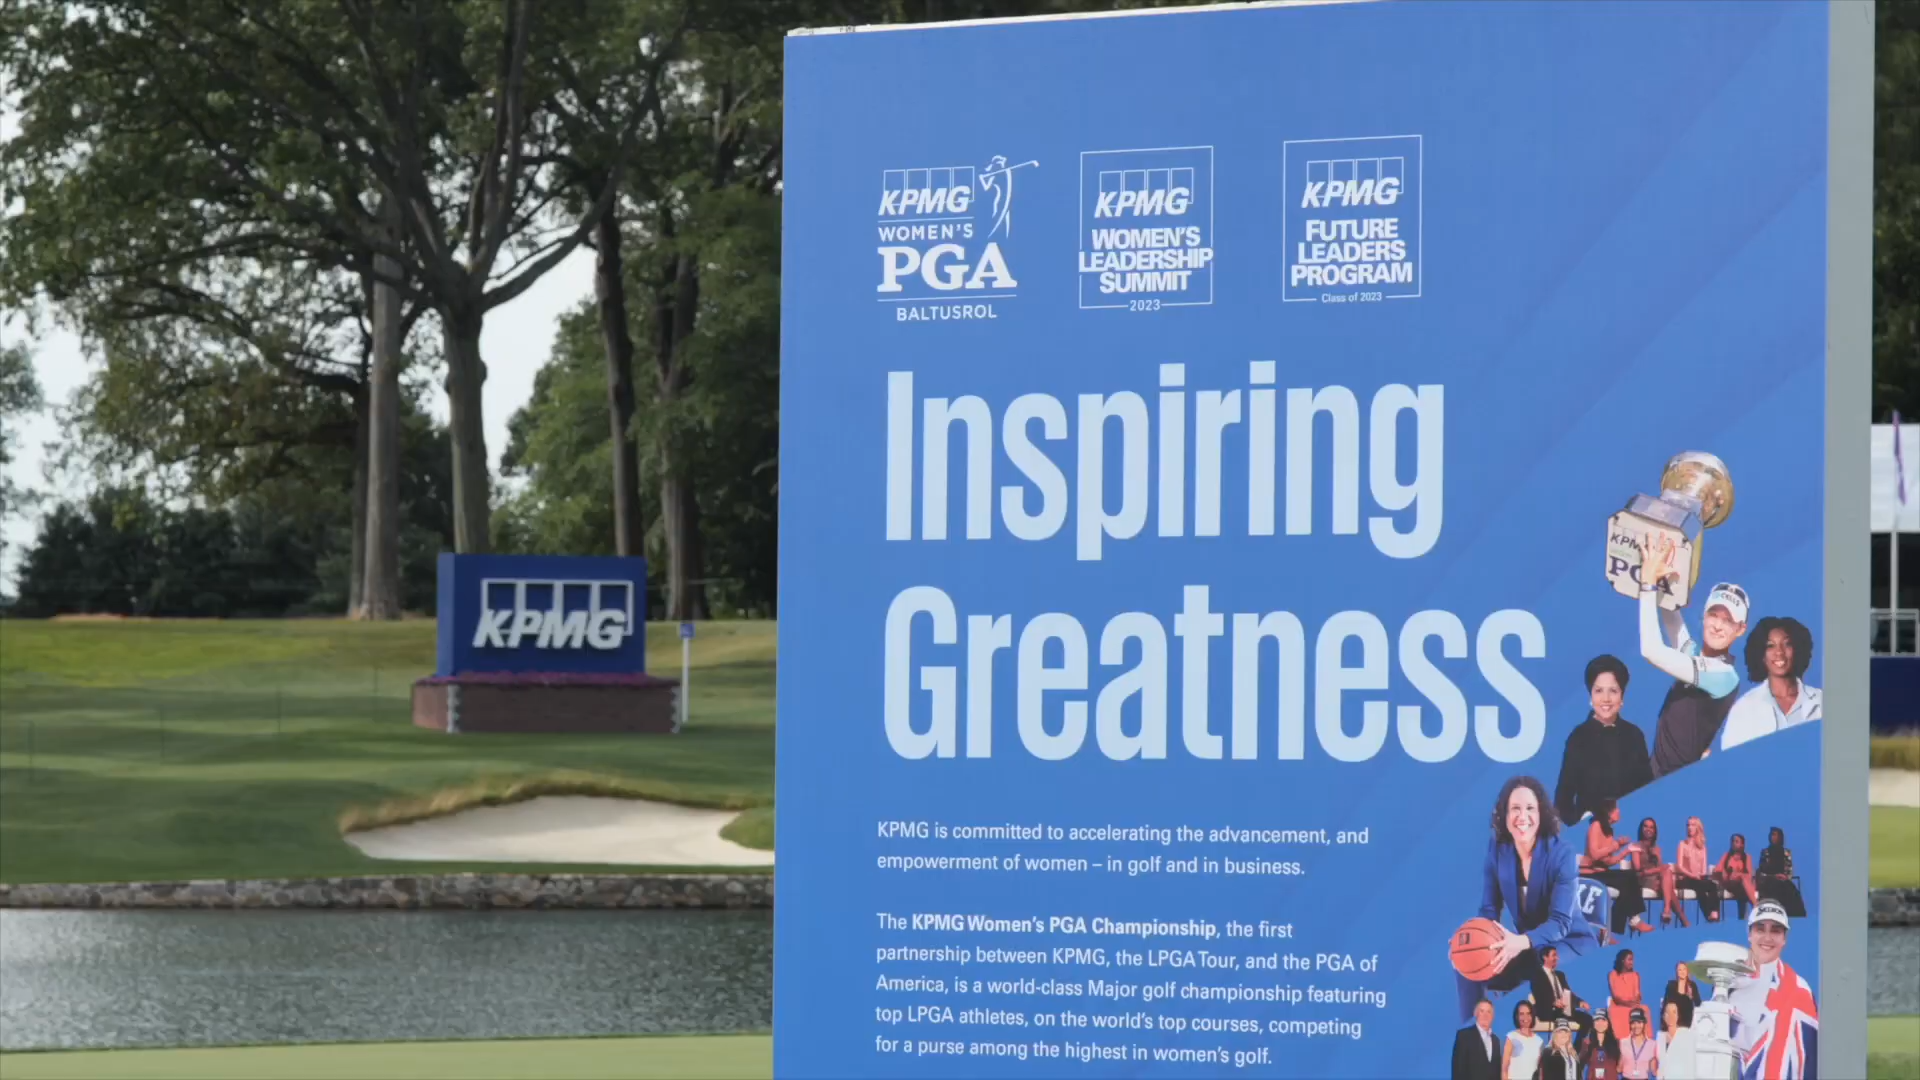 KPMG
WOMEN'S
PGA
BALTUSROL
KPMG
WOMEN'S
LEADERSHIP
SUMMIT
2023
KPMG
FUTURE
LEADERS
PROGRAM
Class of 2023
Inspiring
Greatness
KPMG is committed to accelerating the advancement, and
empowerment of women – in golf and in business.
The KPMG Women's PGA Championship, the first
partnership between KPMG, the LPGA Tour, and the PGA of
America, is a world-class Major golf championship featuring
top LPGA athletes, on the world's top courses, competing
for a purse among the highest in women's golf.
KPMG
KPMG
PGA